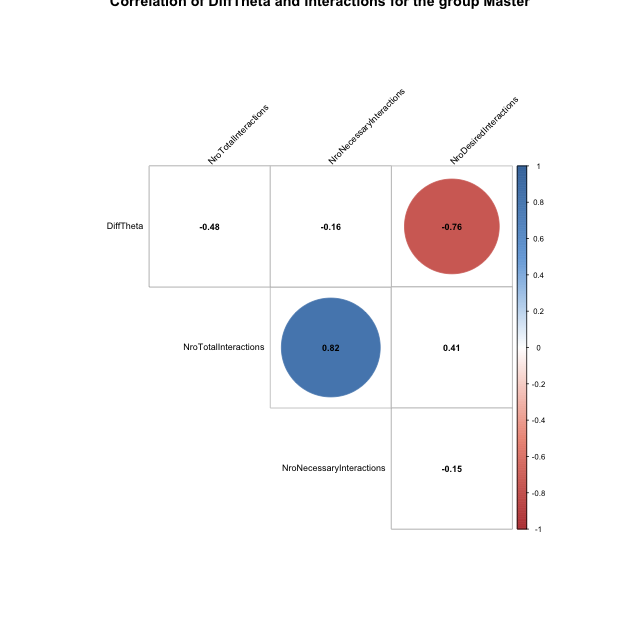 Correlation of DiffTheta and Interactions for the group Master
NroTotalInteractions
NroNecessaryInteractions
NroDesiredInteractions
DiffTheta -0.48 -0.16 -0.76
NroTotalInteractions 0.82 0.41
NroNecessaryInteractions -0.15
1
0.8
0.6
0.4
0.2
0
-0.2
-0.4
-0.6
-0.8
-1